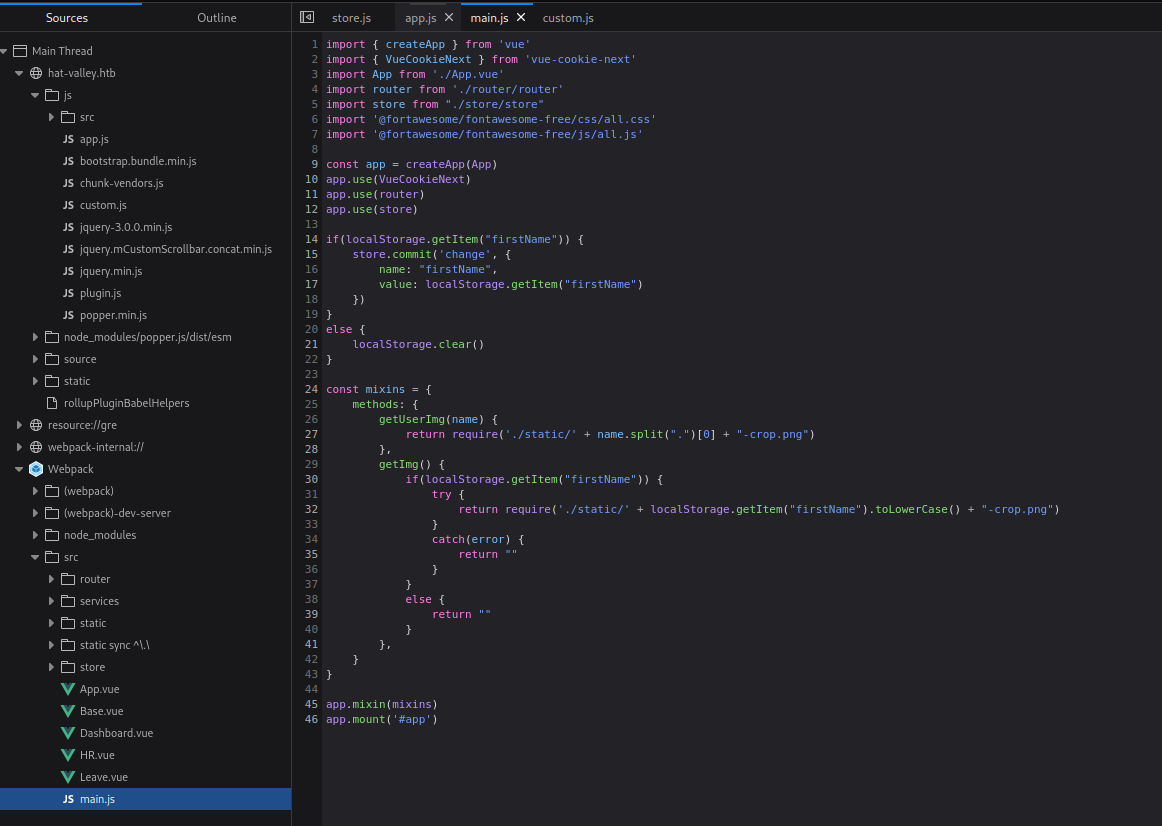 Sources
Outline
Main Thread
hat-valley.htb
js
src
JS app.js
JS bootstrap.bundle.min.js
JS chunk-vendors.js
JS custom.js
JS jquery-3.0.0.min.js
JS jquery.mCustomScrollbar.concat.min.js
JS jquery.min.js
JS plugin.js
JS popper.min.js
node_modules/popper.js/dist/esm
source
static
rollupPluginBabelHelpers
resource://gre
webpack-internal://
Webpack
(webpack)
(webpack)-dev-server
node_modules
src
router
services
static
static sync ^\.\
store
App.vue
Base.vue
Dashboard.vue
HR.vue
Leave.vue
JS main.js
store.js
app.js
main.js
custom.js
1 import { createApp } from 'vue'
2 import { VueCookieNext } from 'vue-cookie-next'
3 import App from './App.vue'
4 import router from './router/router'
5 import store from "./store/store"
6 import '@fortawesome/fontawesome-free/css/all.css'
7 import '@fortawesome/fontawesome-free/js/all.js'
8
9 const app = createApp(App)
10 app.use(VueCookieNext)
11 app.use(router)
12 app.use(store)
13
14 if(localStorage.getItem("firstName")) {
15     store.commit('change', {
16         name: "firstName",
17         value: localStorage.getItem("firstName")
18     })
19 }
20 else {
21     localStorage.clear()
22 }
23
24 const mixins = {
25     methods: {
26         getUserImg(name) {
27             return require('./static/' + name.split(".")[0] + "-crop.png")
28         },
29         getImg() {
30             if(localStorage.getItem("firstName")) {
31                 try {
32                     return require('./static/' + localStorage.getItem("firstName").toLowerCase() + "-crop.png")
33                 }
34                 catch(error) {
35                     return ""
36                 }
37             }
38             else {
39                 return ""
40             }
41         },
42     }
43 }
44
45 app.mixin(mixins)
46 app.mount('#app')